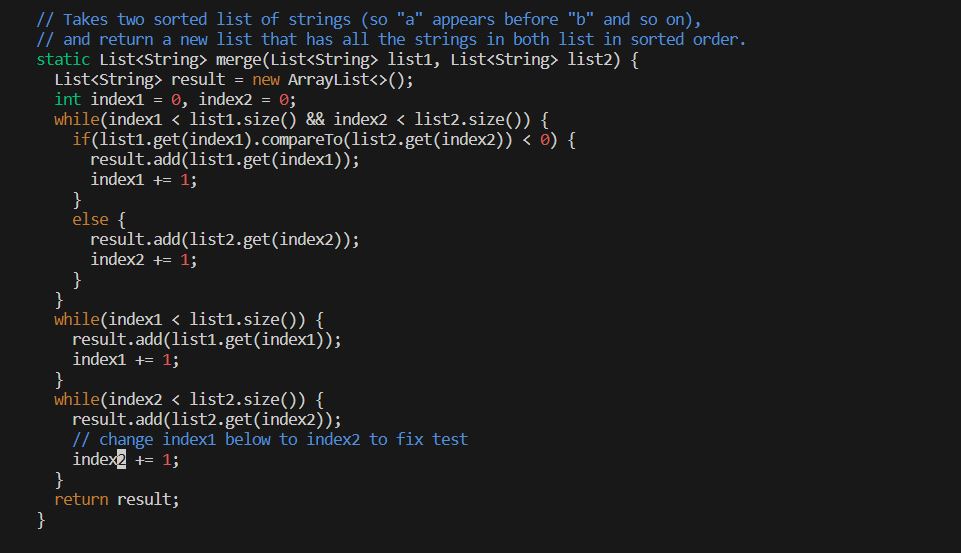 // Takes two sorted list of strings (so "a" appears before "b" and so on),
// and return a new list that has all the strings in both list in sorted order.
static List<String> merge(List<String> list1, List<String> list2) {
  List<String> result = new ArrayList<>();
  int index1 = 0, index2 = 0;
  while(index1 < list1.size() && index2 < list2.size()) {
    if(list1.get(index1).compareTo(list2.get(index2)) < 0) {
      result.add(list1.get(index1));
      index1 += 1;
    }
    else {
      result.add(list2.get(index2));
      index2 += 1;
    }
  }
  while(index1 < list1.size()) {
    result.add(list1.get(index1));
    index1 += 1;
  }
  while(index2 < list2.size()) {
    result.add(list2.get(index2));
    // change index1 below to index2 to fix test
    index2 += 1;
  }
  return result;
}